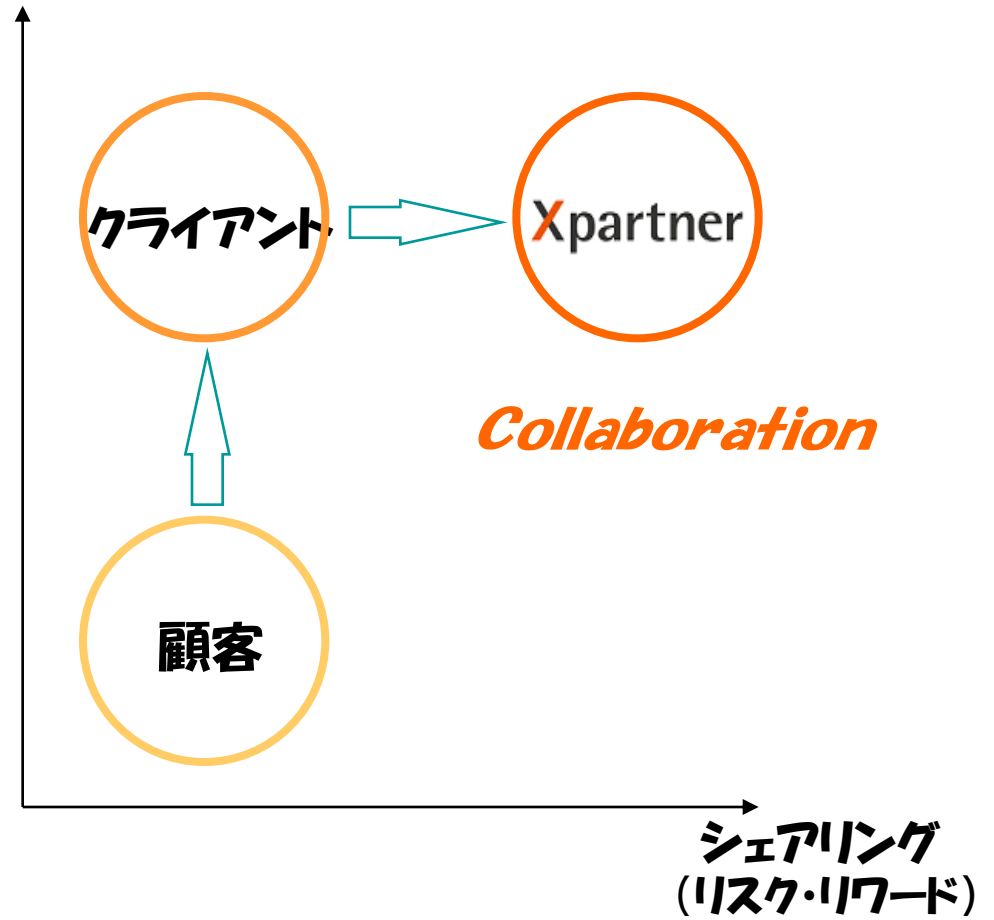 クライアント
Xpartner
Collaboration
顧客
シェアリング
(リスク・リワード)